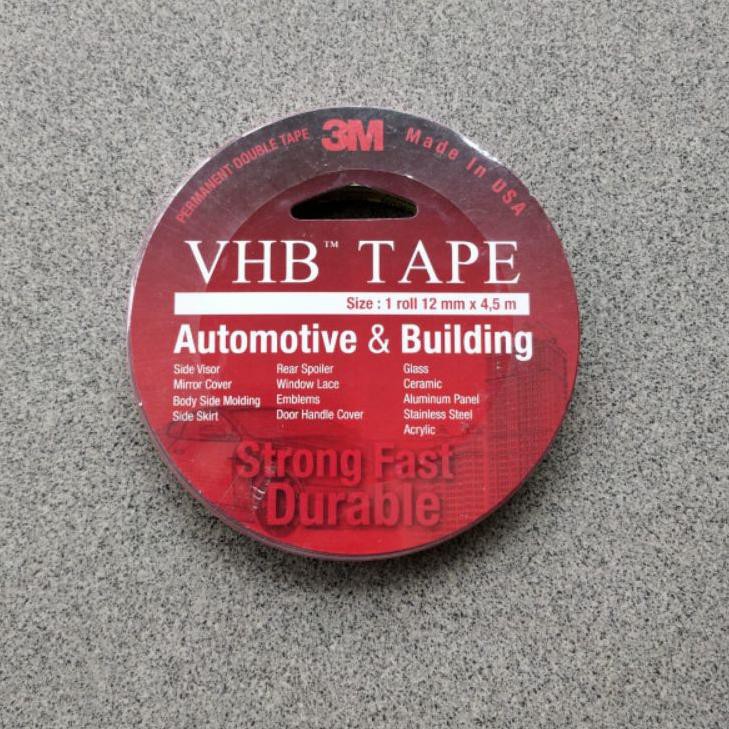 PERMANENT DOUBLE TAPE
3M
Made In USA
VHB™ TAPE
Size : 1 roll 12 mm x 4,5 m
Automotive & Building
Side Visor
Mirror Cover
Body Side Molding
Side Skirt
Rear Spoiler
Window Lace
Emblems
Door Handle Cover
Glass
Ceramic
Aluminum Panel
Stainless Steel
Acrylic
Strong Fast
Durable